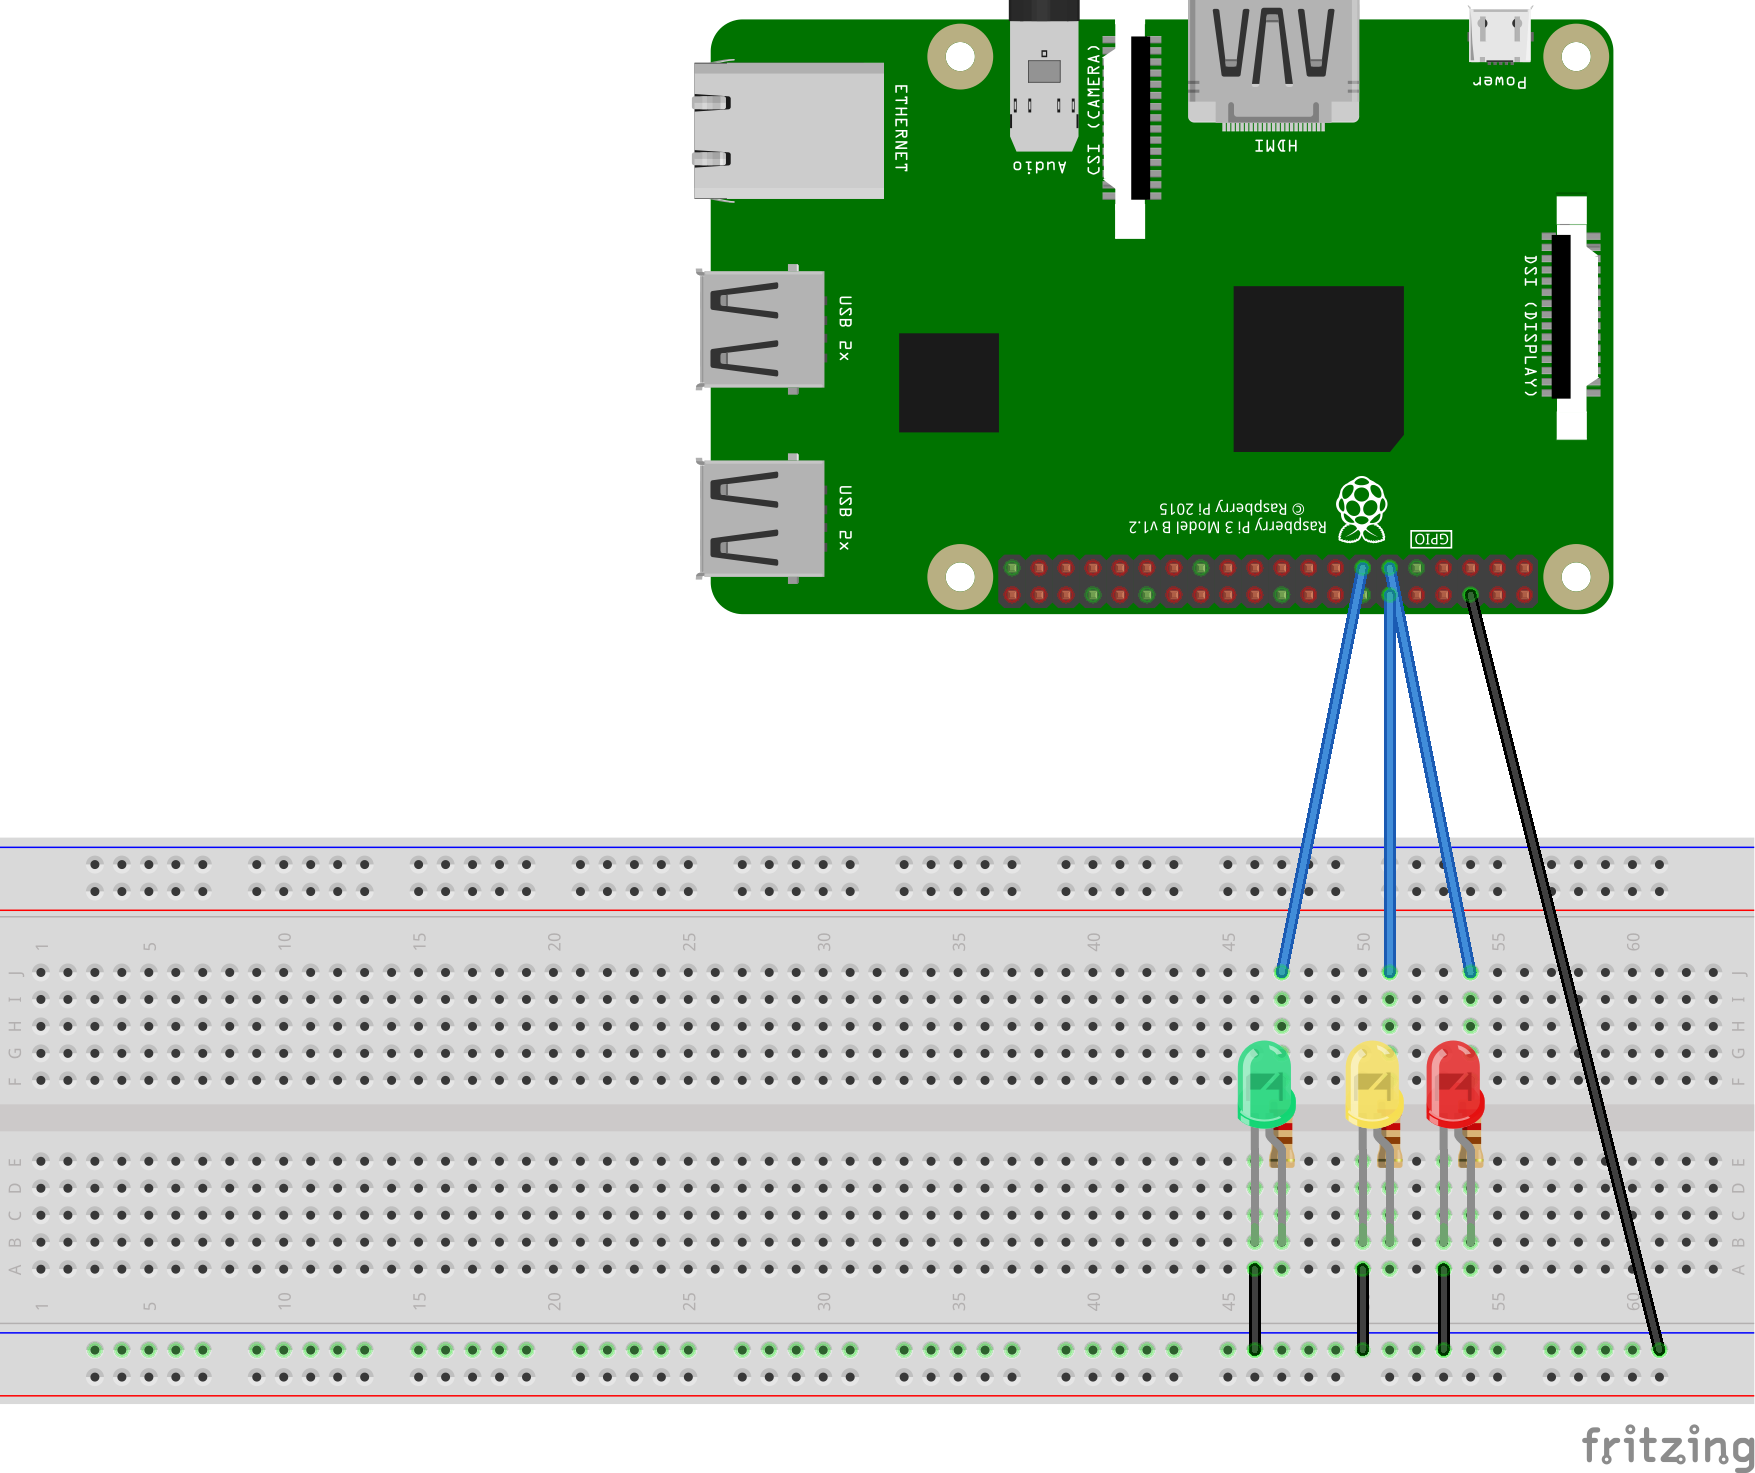 Power
ETHERNET
CSI (CAMERA)
Audio
HDMI
DSI (DISPLAY)
USB 2x
USB 2x
Raspberry Pi 3 Model B v1.2
© Raspberry Pi 2015
GPIO
1 5 10 15 20 25 30 35 40 45 50 55 60
J J
I I
H H
G G
F F
E E
D D
C C
B B
A A
1 5 10 15 20 25 30 35 40 45 55 60
fritzing